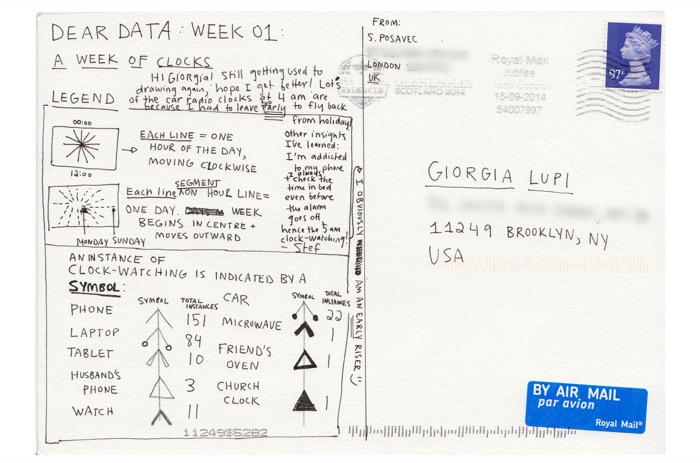 DEAR DATA: WEEK 01:
A WEEK OF CLOCKS
Hi Giorgia! Still getting used to
drawing again, hope I get better! Lots
of the car radio clocks at 4 am are
because I had to leave party to fly back
from holiday!
Other insights
I've learned:
I'm addicted
to my phone
+ I always check the
time in bed
even before
the alarm
goes off,
hence the 5 am
clock-watching!
- Stef
LEGEND
00:00
12:00
EACH LINE = ONE
HOUR OF THE DAY,
MOVING CLOCKWISE
Each line SEGMENT ON HOUR LINE=
ONE DAY. WEEK
BEGINS IN CENTRE +
MOVES OUTWARD
MONDAY SUNDAY
I OBVIOUSLY AM AN EARLY RISER (:
AN INSTANCE OF
CLOCK-WATCHING IS INDICATED BY A
SYMBOL:
SYMBOL TOTAL INSTANCES
PHONE 151
LAPTOP 84
TABLET 10
HUSBAND'S PHONE 3
WATCH 11
SYMBOL TOTAL INSTANCES
CAR 22
MICROWAVE 1
FRIEND'S OVEN 1
CHURCH CLOCK 1
11249$5282
FROM:
S. POSAVEC
LONDON
UK
Royal Mail
SCOTLAND 2014
15-09-2014
54007997
97p
GIORGIA LUPI
11249 BROOKLYN, NY
USA
BY AIR MAIL
par avion
Royal Mail®